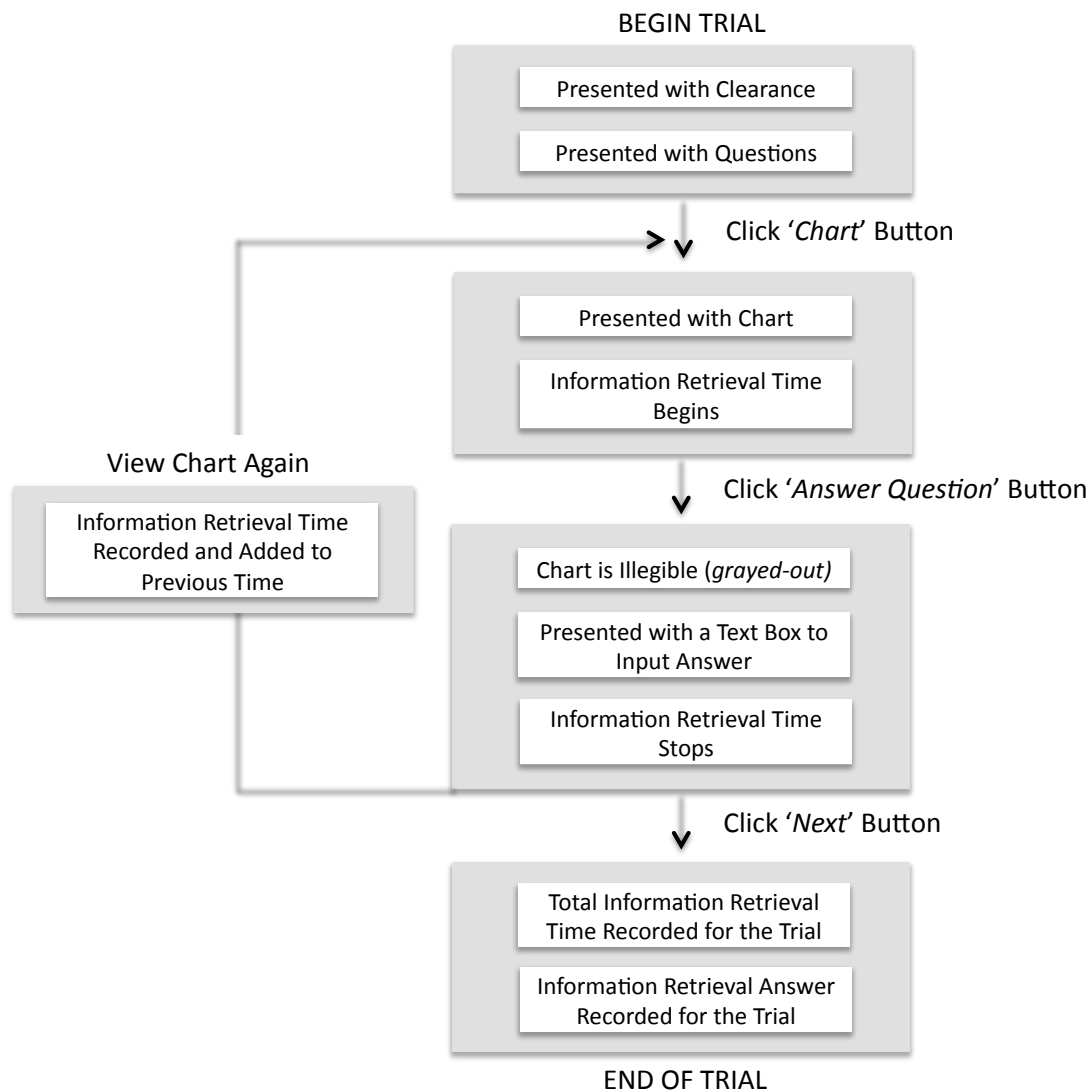 BEGIN TRIAL
Presented with Clearance
Presented with Questions
Click ‘Chart’ Button
Presented with Chart
Information Retrieval Time
Begins
View Chart Again
Information Retrieval Time
Recorded and Added to
Previous Time
Click ‘Answer Question’ Button
Chart is Illegible (grayed-out)
Presented with a Text Box to
Input Answer
Information Retrieval Time
Stops
Click ‘Next’ Button
Total Information Retrieval
Time Recorded for the Trial
Information Retrieval Answer
Recorded for the Trial
END OF TRIAL